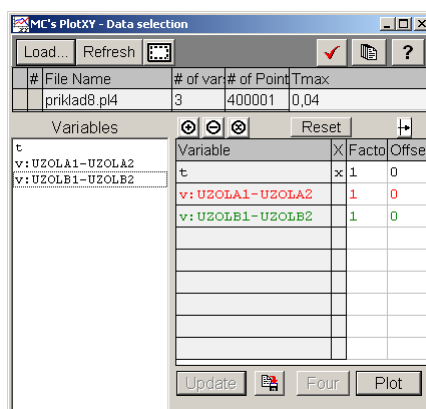 MC's PlotXY - Data selection
Load... Refresh ?
# File Name # of var: # of Point Tmax
priklad8.pl4 3 400001 0,04
Variables Reset
t
v:UZOLA1-UZOLA2
v:UZOLB1-UZOLB2
Variable X Facto Offse
t x 1 0
v:UZOLA1-UZOLA2 1 0
v:UZOLB1-UZOLB2 1 0
Update Four Plot